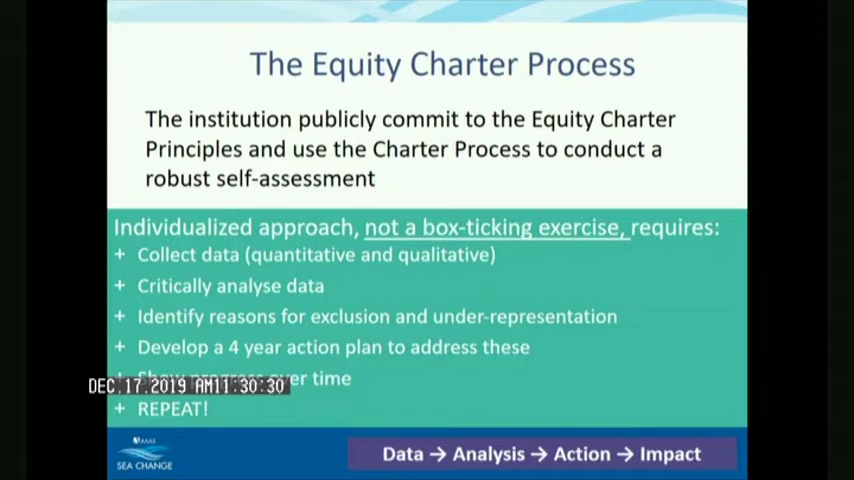 The Equity Charter Process
The institution publicly commit to the Equity Charter
Principles and use the Charter Process to conduct a
robust self-assessment
Individualized approach, not a box-ticking exercise, requires:
+ Collect data (quantitative and qualitative)
+ Critically analyse data
+ Identify reasons for exclusion and under-representation
+ Develop a 4 year action plan to address these
+ Show progress over time
DEC.17.2019 AM11:30:30
+ REPEAT!
AAAS
SEA CHANGE
Data → Analysis → Action → Impact